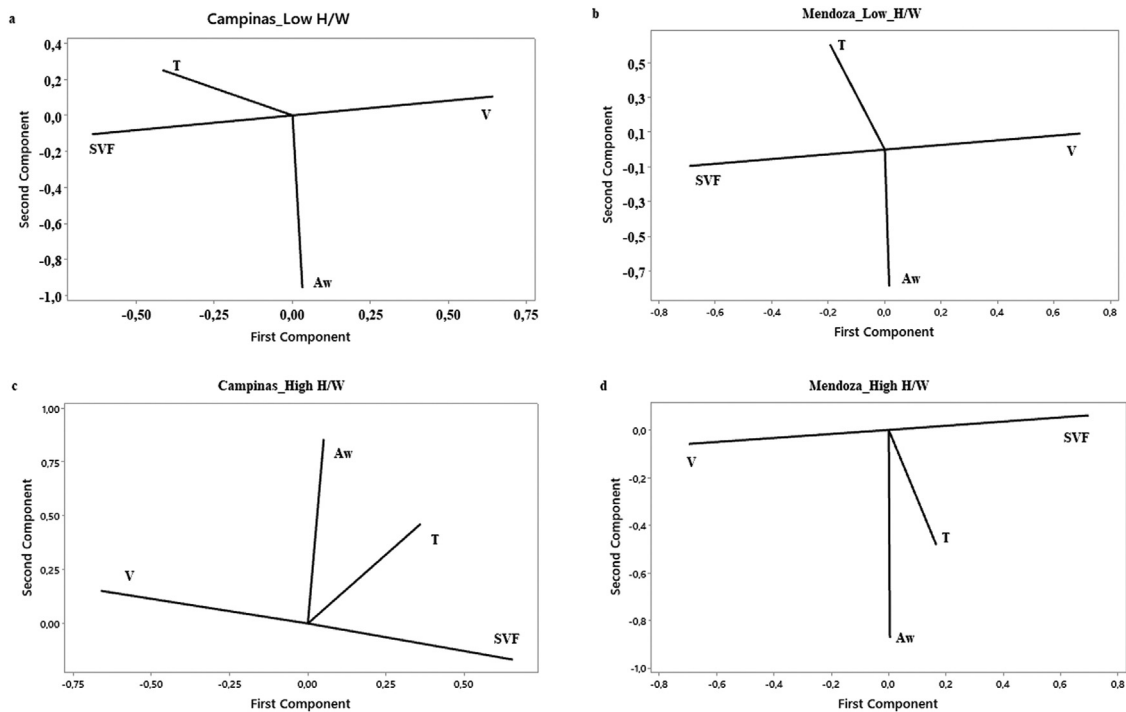 a
Campinas_Low H/W
0,4
0,2
0,0
-0,2
-0,4
-0,6
-0,8
-1,0
Second Component
T
V
SVF
Aw
-0,50
-0,25
0,00
0,25
0,50
0,75
First Component
b
Mendoza_Low_H/W
0,5
0,3
0,1
-0,1
-0,3
-0,5
-0,7
Second Component
T
V
SVF
Aw
-0,8
-0,6
-0,4
-0,2
0,0
0,2
0,4
0,6
0,8
First Component
c
Campinas_High H/W
1,00
0,75
0,50
0,25
0,00
Second Component
Aw
T
V
SVF
-0,75
-0,50
-0,25
0,00
0,25
0,50
First Component
d
Mendoza_High H/W
0,0
-0,2
-0,4
-0,6
-0,8
-1,0
Second Component
SVF
V
T
Aw
-0,8
-0,6
-0,4
-0,2
0,0
0,2
0,4
0,6
0,8
First Component